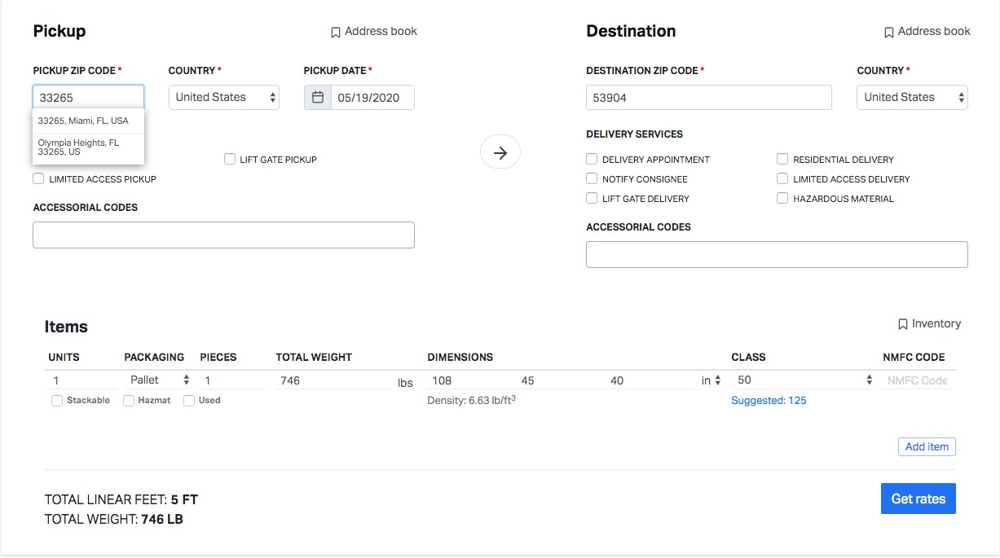 Pickup
Address book
PICKUP ZIP CODE *
COUNTRY *
PICKUP DATE *
33265
United States
05/19/2020
33265, Miami, FL, USA
Olympia Heights, FL
33265, US
LIFT GATE PICKUP
LIMITED ACCESS PICKUP
ACCESSORIAL CODES
Destination
Address book
DESTINATION ZIP CODE *
COUNTRY *
53904
United States
DELIVERY SERVICES
DELIVERY APPOINTMENT
RESIDENTIAL DELIVERY
NOTIFY CONSIGNEE
LIMITED ACCESS DELIVERY
LIFT GATE DELIVERY
HAZARDOUS MATERIAL
ACCESSORIAL CODES
Items
Inventory
UNITS PACKAGING PIECES TOTAL WEIGHT DIMENSIONS CLASS NMFC CODE
1 Pallet 1 746 lbs 108 45 40 in 50 NMFC Code
Stackable Hazmat Used Density: 6.63 lb/ft³ Suggested: 125
Add item
TOTAL LINEAR FEET: 5 FT
TOTAL WEIGHT: 746 LB
Get rates